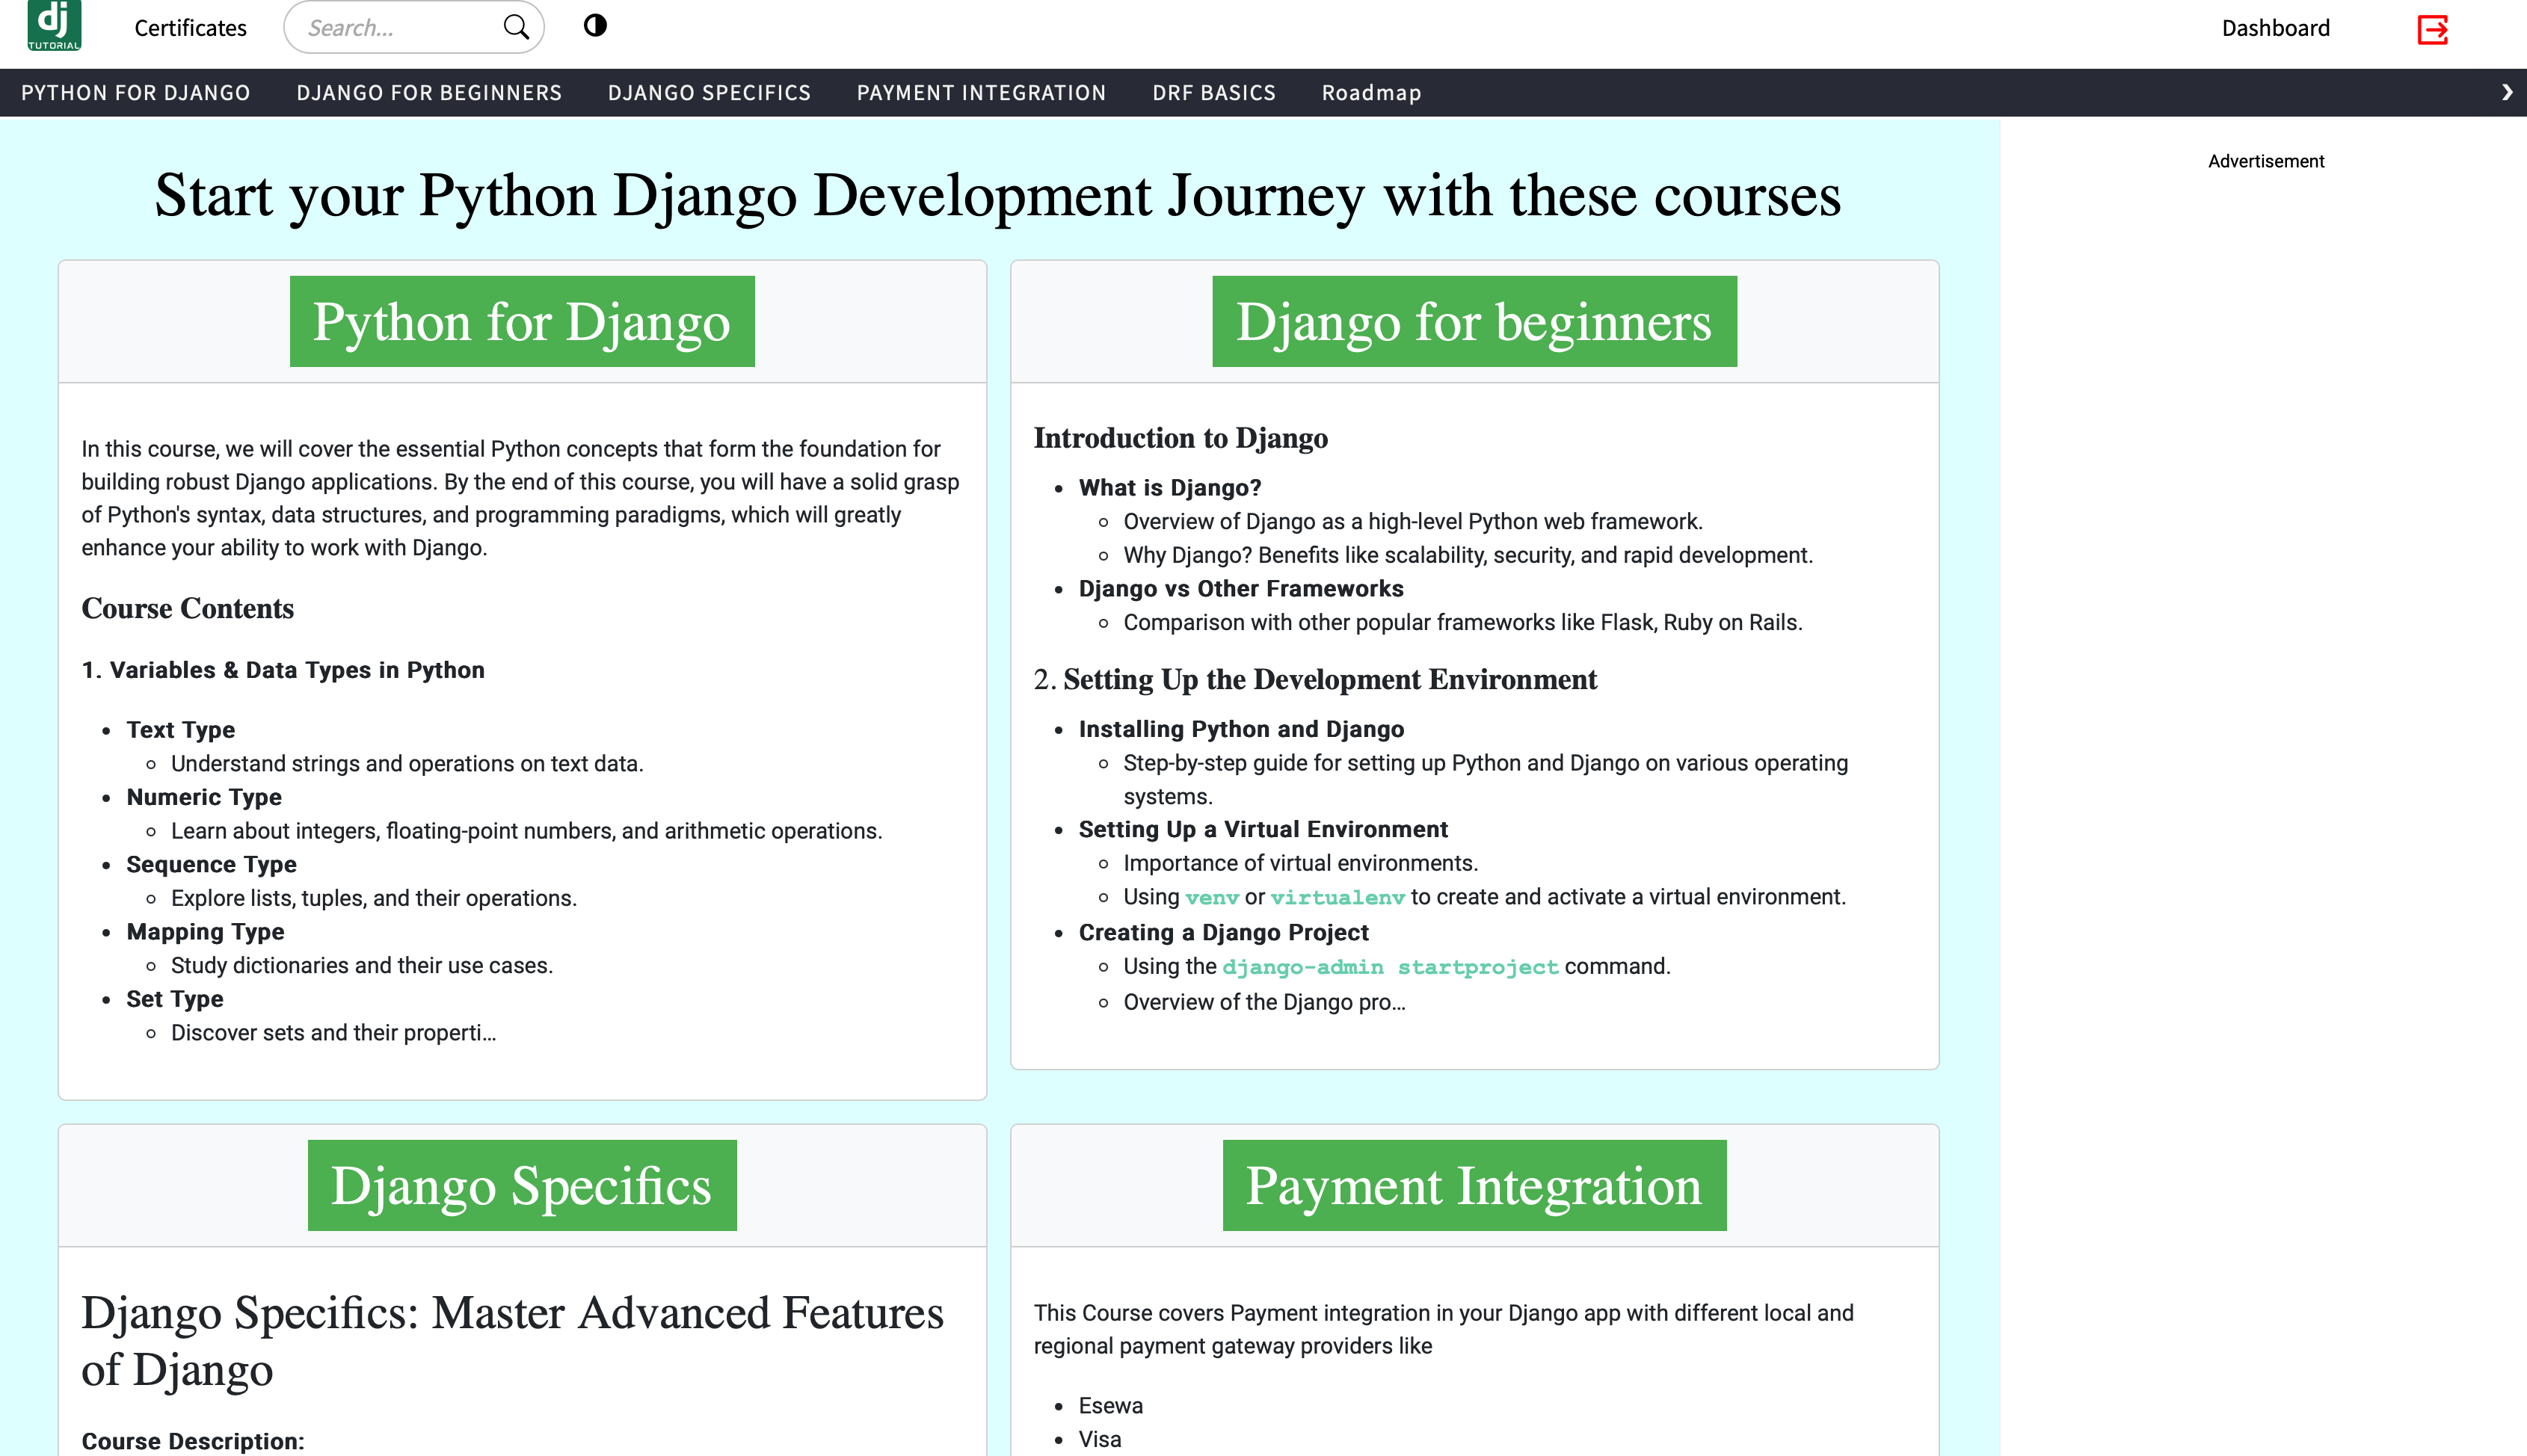 dj
TUTORIAL
Certificates
Search...
Dashboard
PYTHON FOR DJANGO
DJANGO FOR BEGINNERS
DJANGO SPECIFICS
PAYMENT INTEGRATION
DRF BASICS
Roadmap
Advertisement
Start your Python Django Development Journey with these courses
Python for Django
In this course, we will cover the essential Python concepts that form the foundation for
building robust Django applications. By the end of this course, you will have a solid grasp
of Python's syntax, data structures, and programming paradigms, which will greatly
enhance your ability to work with Django.
Course Contents
1. Variables & Data Types in Python
Text Type
Understand strings and operations on text data.
Numeric Type
Learn about integers, floating-point numbers, and arithmetic operations.
Sequence Type
Explore lists, tuples, and their operations.
Mapping Type
Study dictionaries and their use cases.
Set Type
Discover sets and their properti…
Django for beginners
Introduction to Django
What is Django?
Overview of Django as a high-level Python web framework.
Why Django? Benefits like scalability, security, and rapid development.
Django vs Other Frameworks
Comparison with other popular frameworks like Flask, Ruby on Rails.
2. Setting Up the Development Environment
Installing Python and Django
Step-by-step guide for setting up Python and Django on various operating
systems.
Setting Up a Virtual Environment
Importance of virtual environments.
Using venv or virtualenv to create and activate a virtual environment.
Creating a Django Project
Using the django-admin startproject command.
Overview of the Django pro…
Django Specifics
Django Specifics: Master Advanced Features
of Django
Course Description:
Payment Integration
This Course covers Payment integration in your Django app with different local and
regional payment gateway providers like
Esewa
Visa